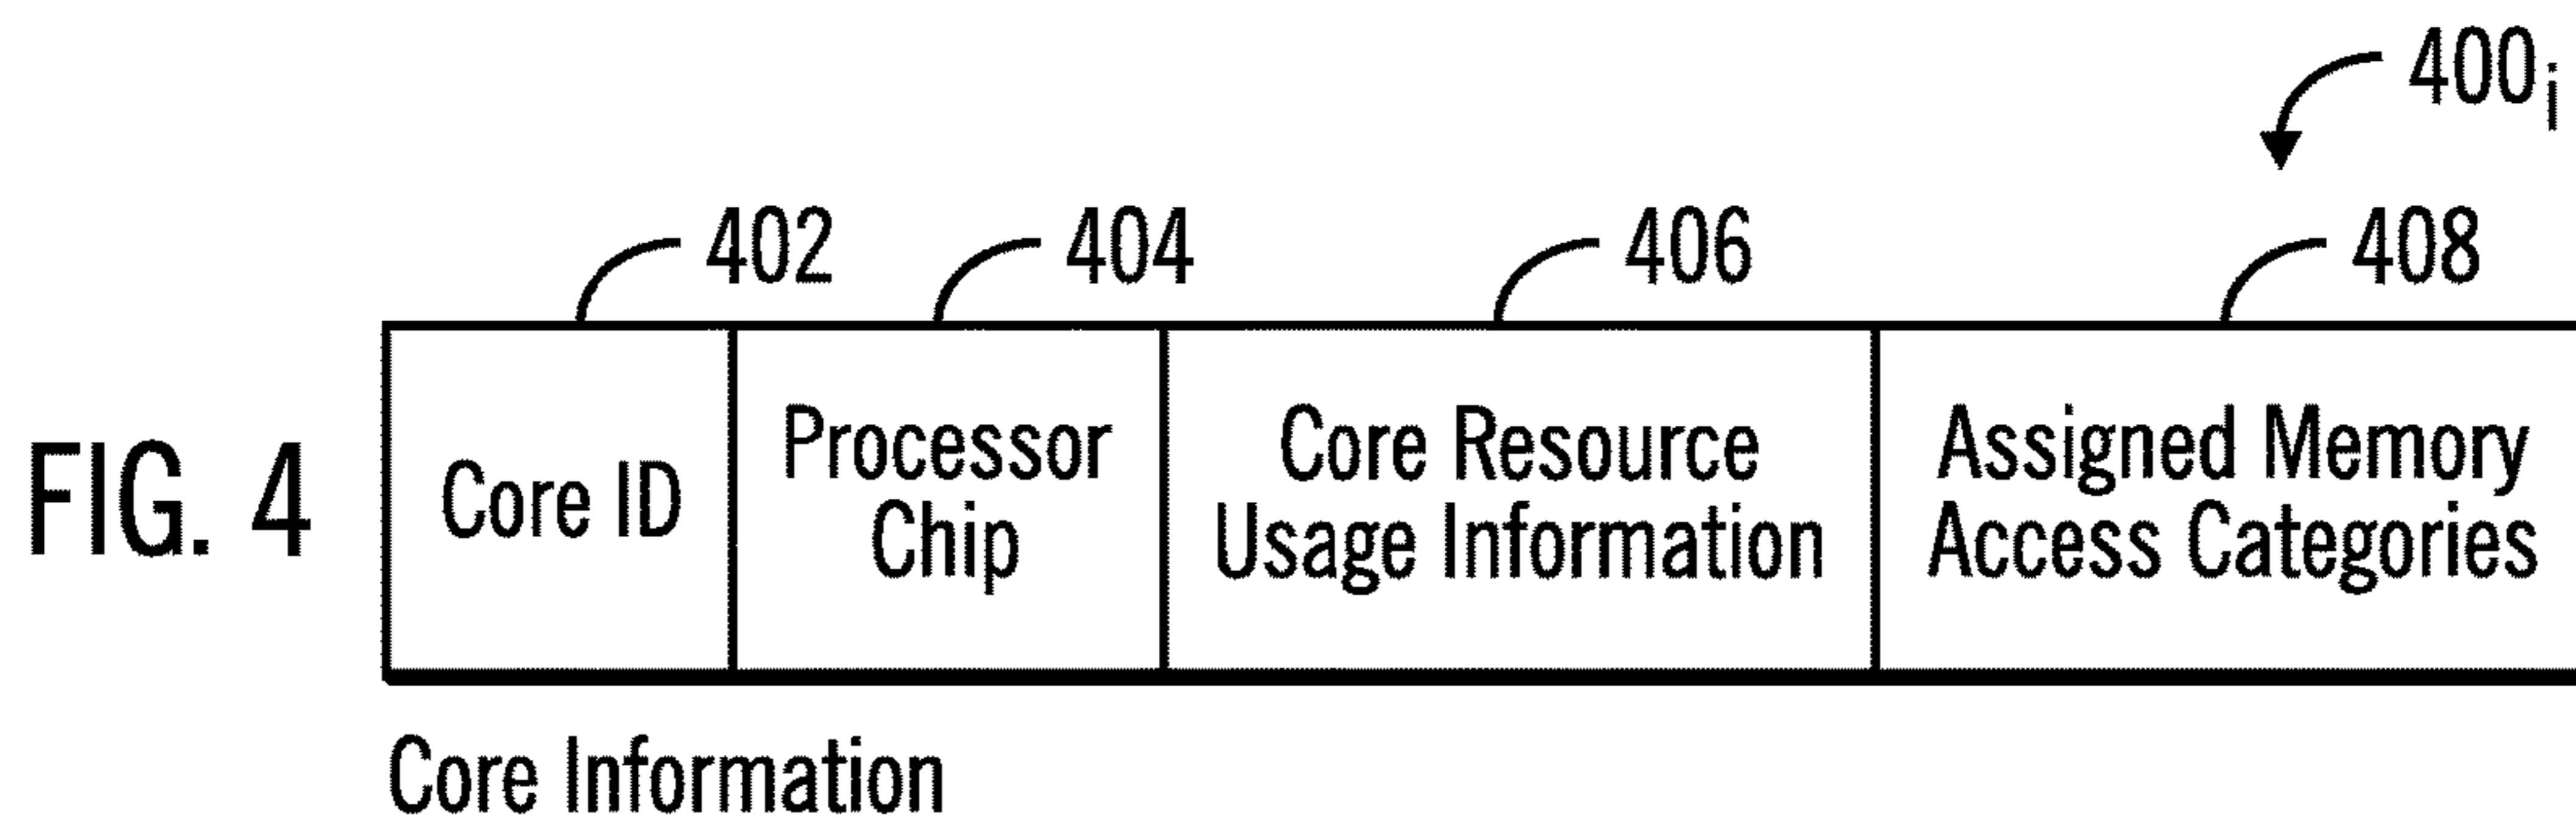 400i
402
404
406
408
FIG. 4
Core ID
Processor
Chip
Core Resource
Usage Information
Assigned Memory
Access Categories
Core Information